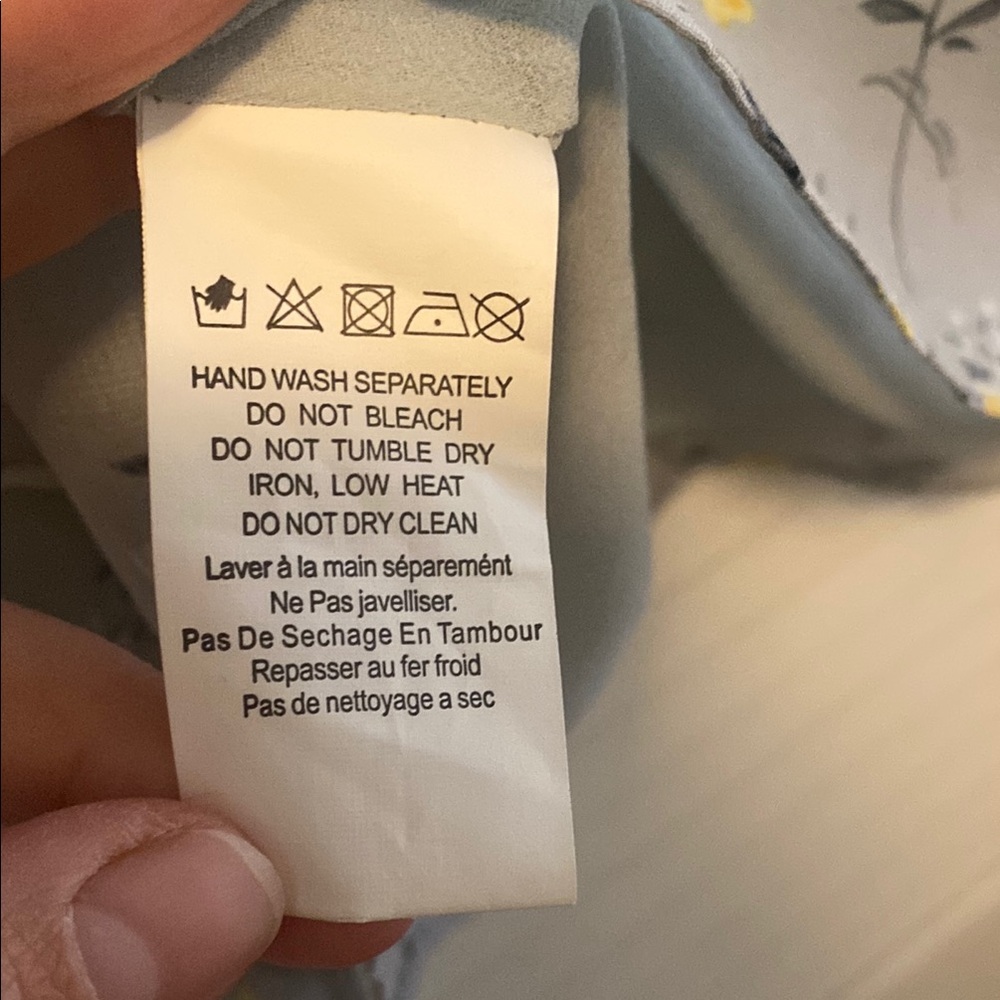 HAND WASH SEPARATELY
DO NOT BLEACH
DO NOT TUMBLE DRY
IRON, LOW HEAT
DO NOT DRY CLEAN
Laver à la main séparemént
Ne Pas javelliser.
Pas De Sechage En Tambour
Repasser au fer froid
Pas de nettoyage a sec